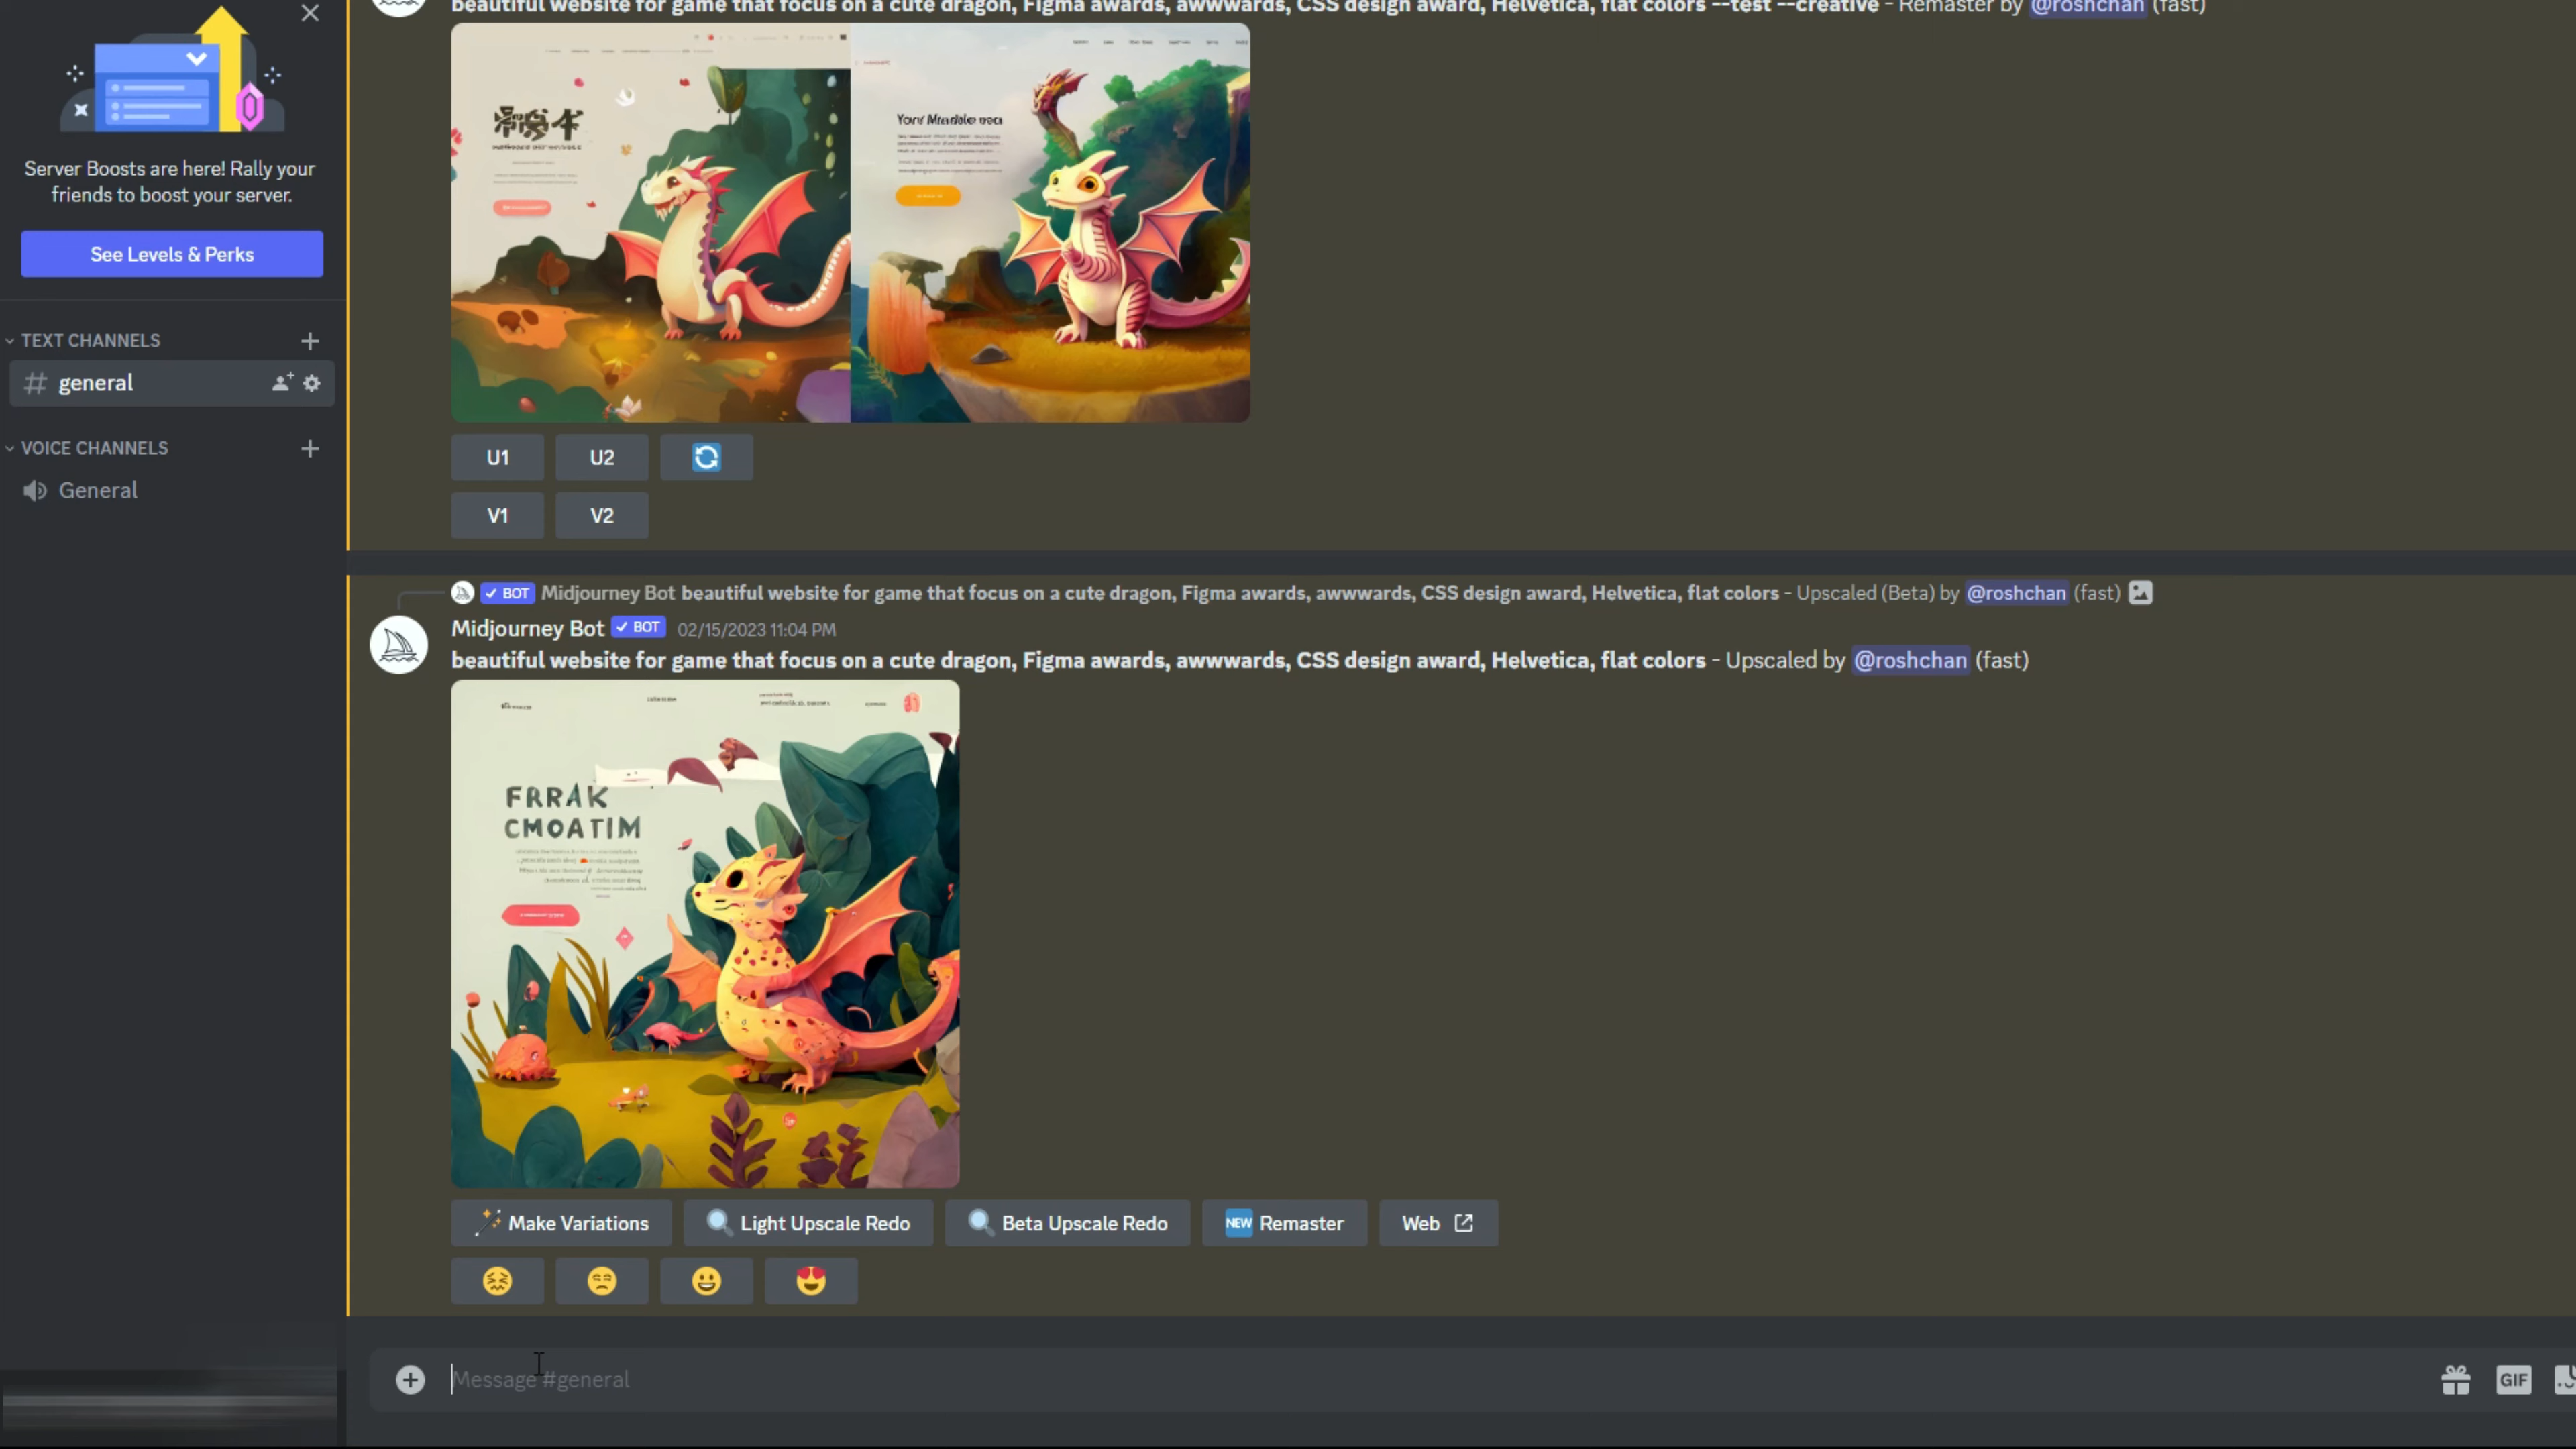 beautiful website for game that focus on a cute dragon, Figma awards, awwwards, CSS design award, Helvetica, flat colors --test --creative - Remaster by @roshchan (fast)
Server Boosts are here! Rally your
friends to boost your server.
See Levels & Perks
TEXT CHANNELS
general
VOICE CHANNELS
General
U1 U2
V1 V2
BOT Midjourney Bot beautiful website for game that focus on a cute dragon, Figma awards, awwwards, CSS design award, Helvetica, flat colors - Upscaled (Beta) by @roshchan (fast)
Midjourney Bot BOT 02/15/2023 11:04 PM
beautiful website for game that focus on a cute dragon, Figma awards, awwwards, CSS design award, Helvetica, flat colors - Upscaled by @roshchan (fast)
FRRAK
CMOATIM
Make Variations Light Upscale Redo Beta Upscale Redo NEW Remaster Web
Message #general
GIF